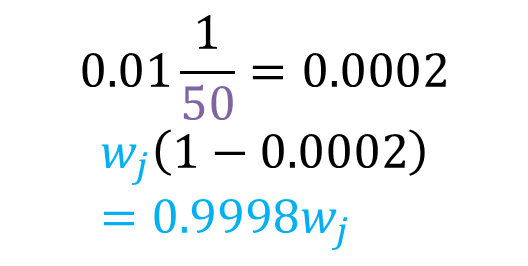 0.01 1/50 = 0.0002
w_j(1 − 0.0002)
= 0.9998w_j